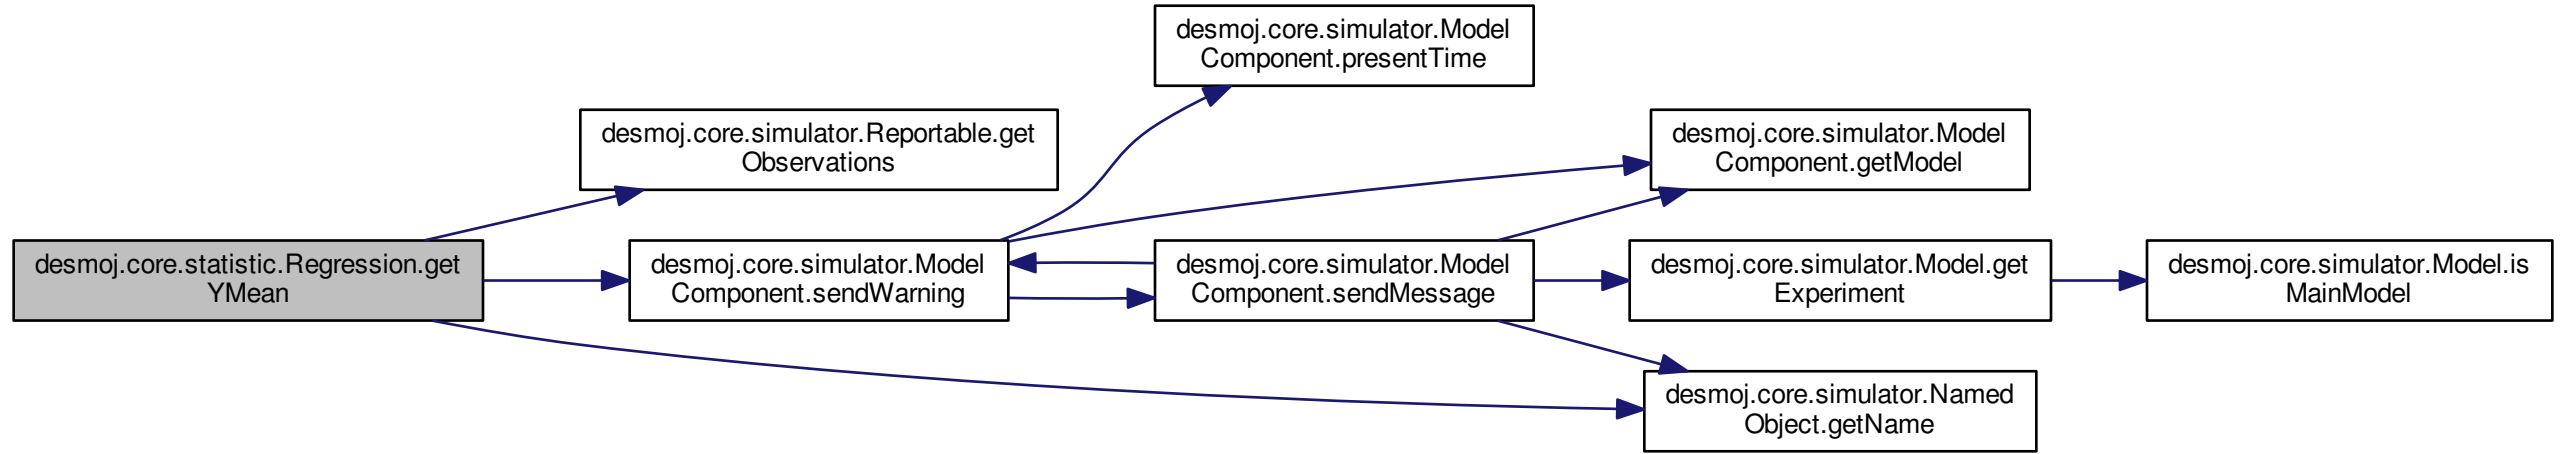 desmoj.core.simulator.Model
Component.presentTime
desmoj.core.simulator.Reportable.get
Observations
desmoj.core.simulator.Model
Component.getModel
desmoj.core.statistic.Regression.get
YMean
desmoj.core.simulator.Model
Component.sendWarning
desmoj.core.simulator.Model
Component.sendMessage
desmoj.core.simulator.Model.get
Experiment
desmoj.core.simulator.Model.is
MainModel
desmoj.core.simulator.Named
Object.getName